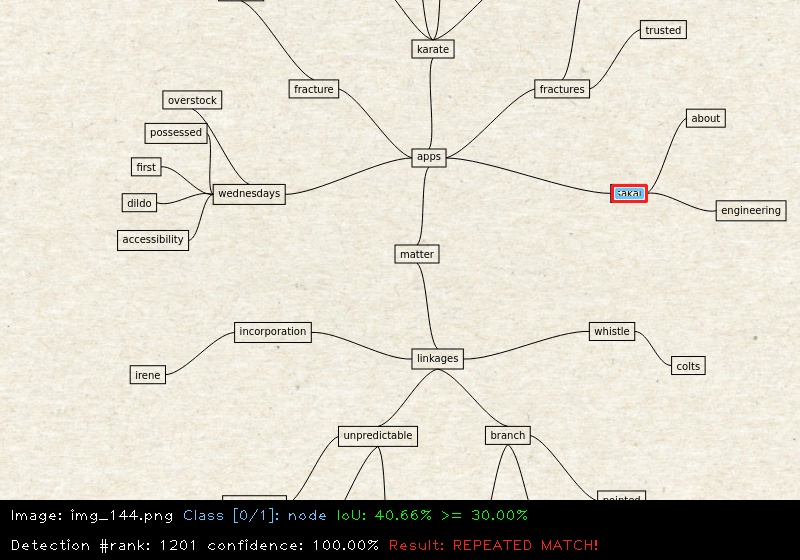 karate
trusted
fracture
fractures
overstock
about
possessed
apps
first
wednesdays
sakai
dildo
engineering
accessibility
matter
incorporation
whistle
linkages
irene
colts
unpredictable
branch
Image: img_144.png Class [0/1]: node IoU: 40.66% >= 30.00%
Detection #rank: 1201 confidence: 100.00% Result: REPEATED MATCH!